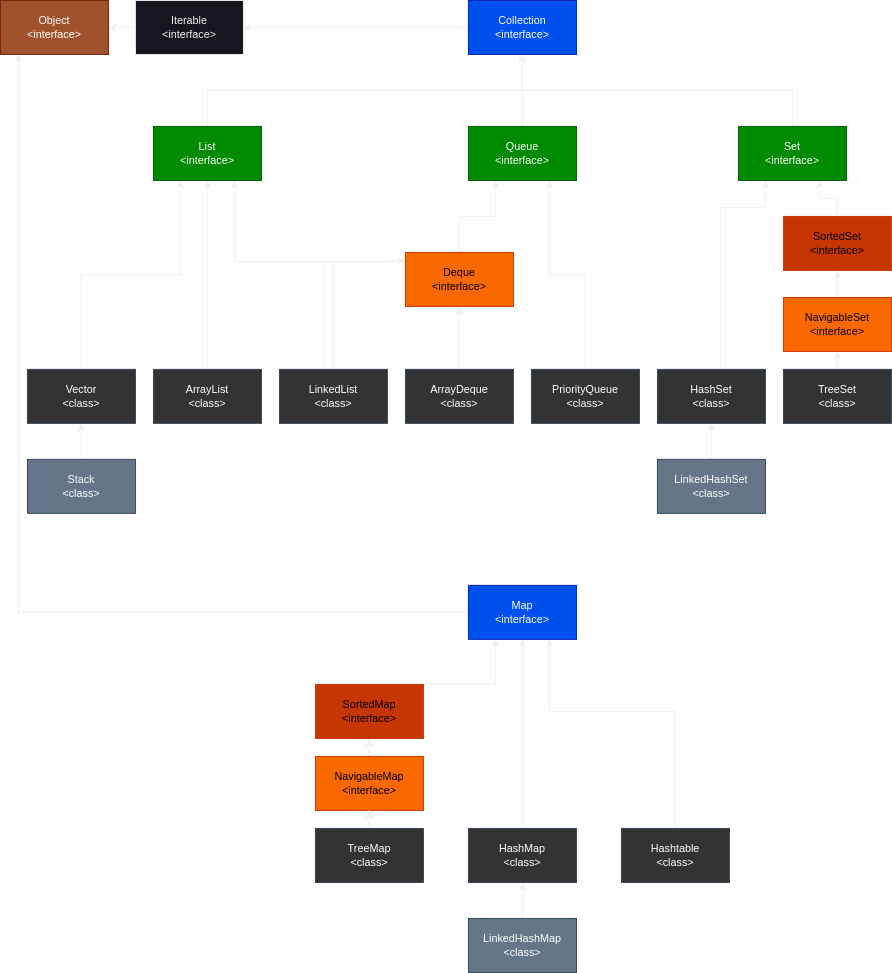 Object
<interface>
Iterable
<interface>
Collection
<interface>
List
<interface>
Queue
<interface>
Set
<interface>
SortedSet
<interface>
Deque
<interface>
NavigableSet
<interface>
Vector
<class>
ArrayList
<class>
LinkedList
<class>
ArrayDeque
<class>
PriorityQueue
<class>
HashSet
<class>
TreeSet
<class>
Stack
<class>
LinkedHashSet
<class>
Map
<interface>
SortedMap
<interface>
NavigableMap
<interface>
TreeMap
<class>
HashMap
<class>
Hashtable
<class>
LinkedHashMap
<class>